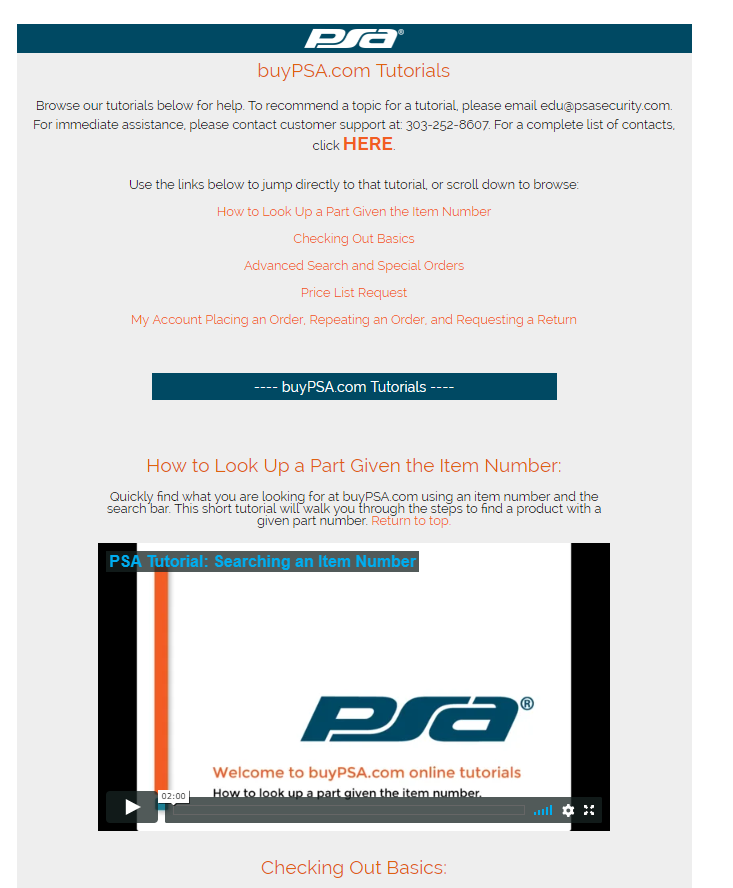 PSA®
buyPSA.com Tutorials
Browse our tutorials below for help. To recommend a topic for a tutorial, please email edu@psasecurity.com.
For immediate assistance, please contact customer support at: 303-252-8607. For a complete list of contacts,
click HERE.
Use the links below to jump directly to that tutorial, or scroll down to browse:
How to Look Up a Part Given the Item Number
Checking Out Basics
Advanced Search and Special Orders
Price List Request
My Account Placing an Order, Repeating an Order, and Requesting a Return
---- buyPSA.com Tutorials ----
How to Look Up a Part Given the Item Number:
Quickly find what you are looking for at buyPSA.com using an item number and the
search bar. This short tutorial will walk you through the steps to find a product with a
given part number. Return to top.
PSA Tutorial: Searching an Item Number
PSA®
Welcome to buyPSA.com online tutorials
How to look up a part given the item number.
02:00
Checking Out Basics: